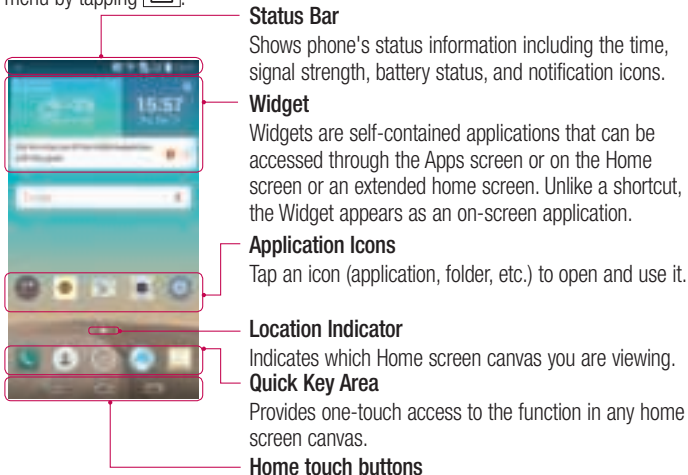 menu by tapping
Status Bar
Shows phone's status information including the time,
signal strength, battery status, and notification icons.
Widget
Widgets are self-contained applications that can be
accessed through the Apps screen or on the Home
screen or an extended home screen. Unlike a shortcut,
the Widget appears as an on-screen application.
15:57
Application Icons
Tap an icon (application, folder, etc.) to open and use it.
Location Indicator
Indicates which Home screen canvas you are viewing.
Quick Key Area
Provides one-touch access to the function in any home
screen canvas.
Home touch buttons